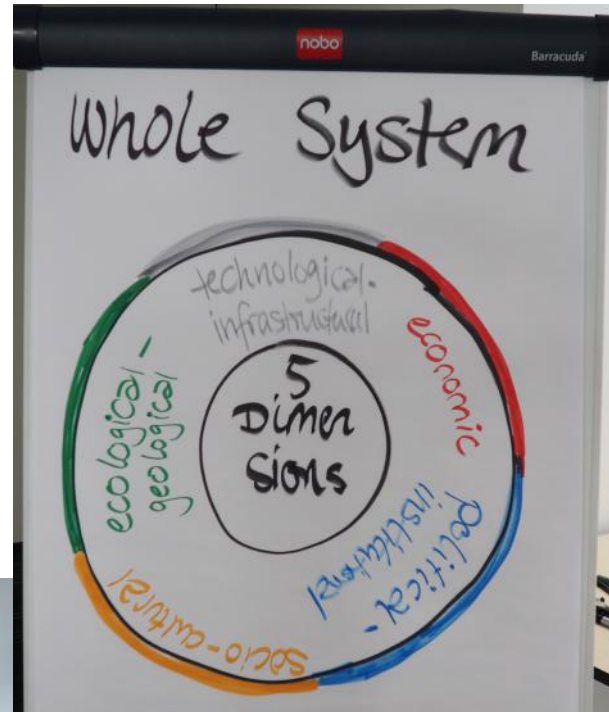 nobo
Barracuda
Whole System
technological-
infrastructural
economic
political-
institutional
socio-cultural
ecological-
geological
5
Dimen
sions